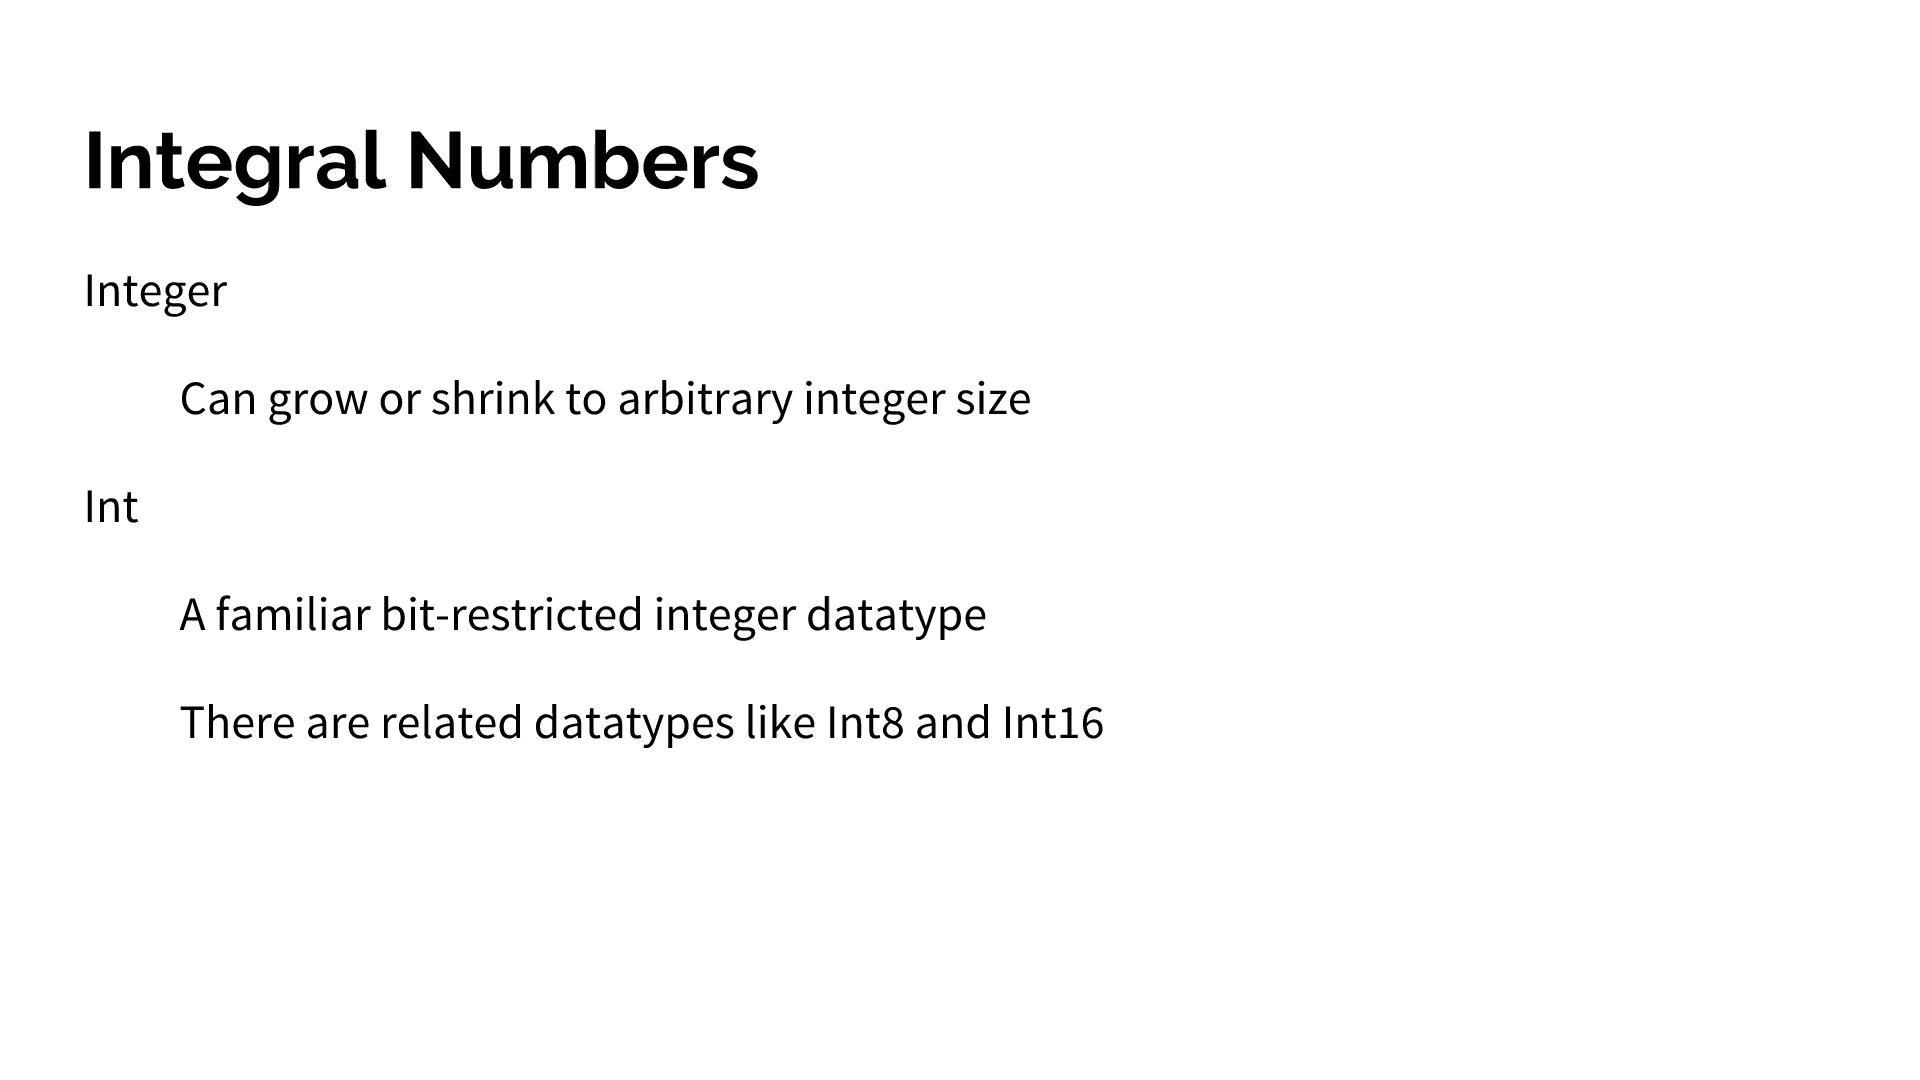 Integral Numbers
Integer
Can grow or shrink to arbitrary integer size
Int
A familiar bit-restricted integer datatype
There are related datatypes like Int8 and Int16